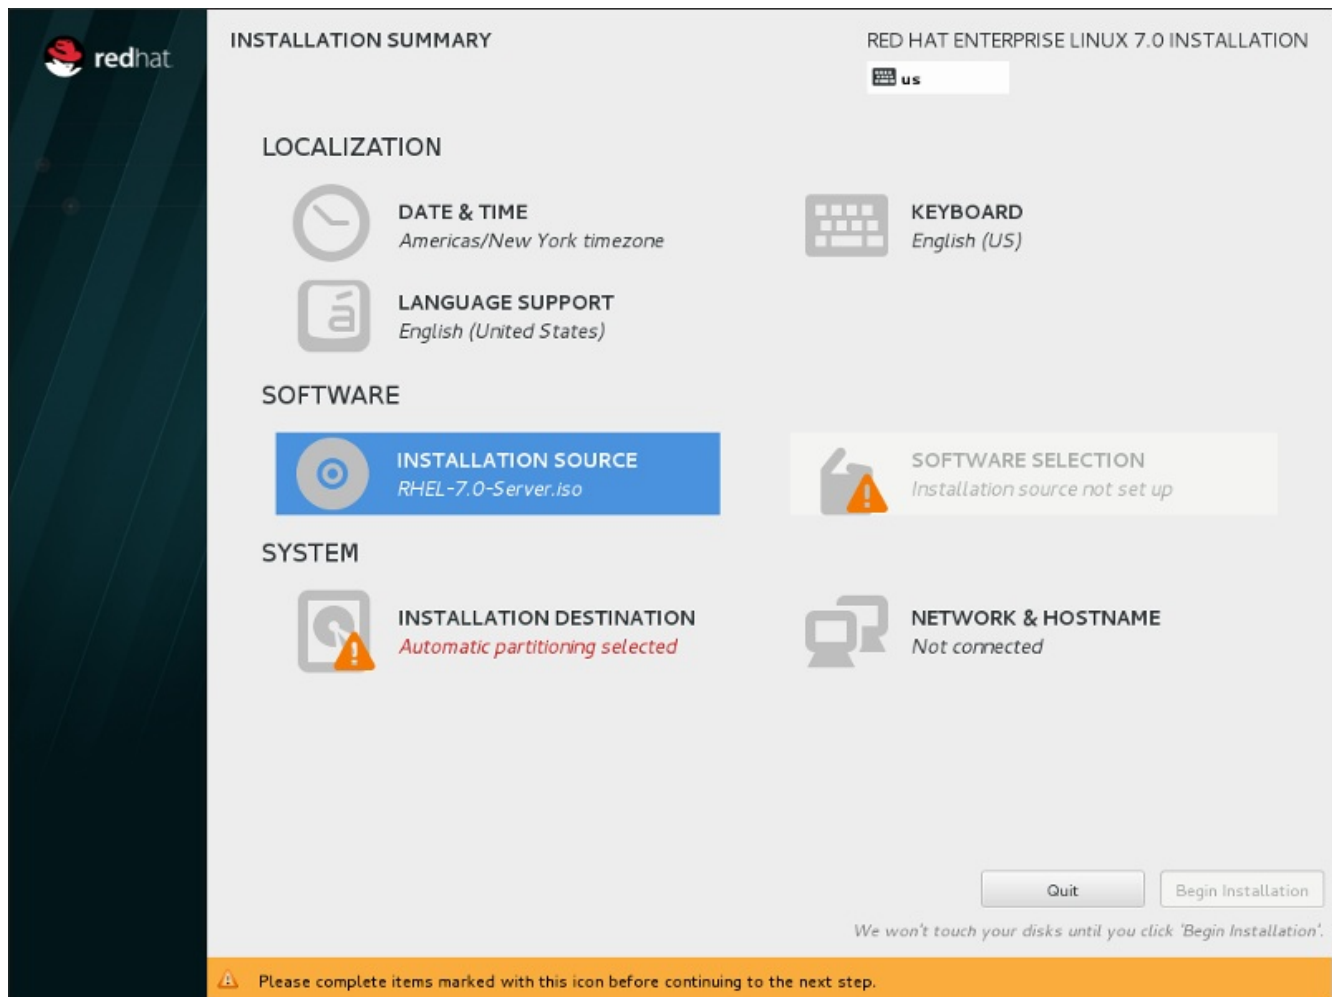 redhat.
INSTALLATION SUMMARY
RED HAT ENTERPRISE LINUX 7.0 INSTALLATION
us
LOCALIZATION
DATE & TIME
Americas/New York timezone
KEYBOARD
English (US)
á
LANGUAGE SUPPORT
English (United States)
SOFTWARE
INSTALLATION SOURCE
RHEL-7.0-Server.iso
SOFTWARE SELECTION
Installation source not set up
SYSTEM
INSTALLATION DESTINATION
Automatic partitioning selected
NETWORK & HOSTNAME
Not connected
Quit
Begin Installation
We won't touch your disks until you click 'Begin Installation'.
Please complete items marked with this icon before continuing to the next step.